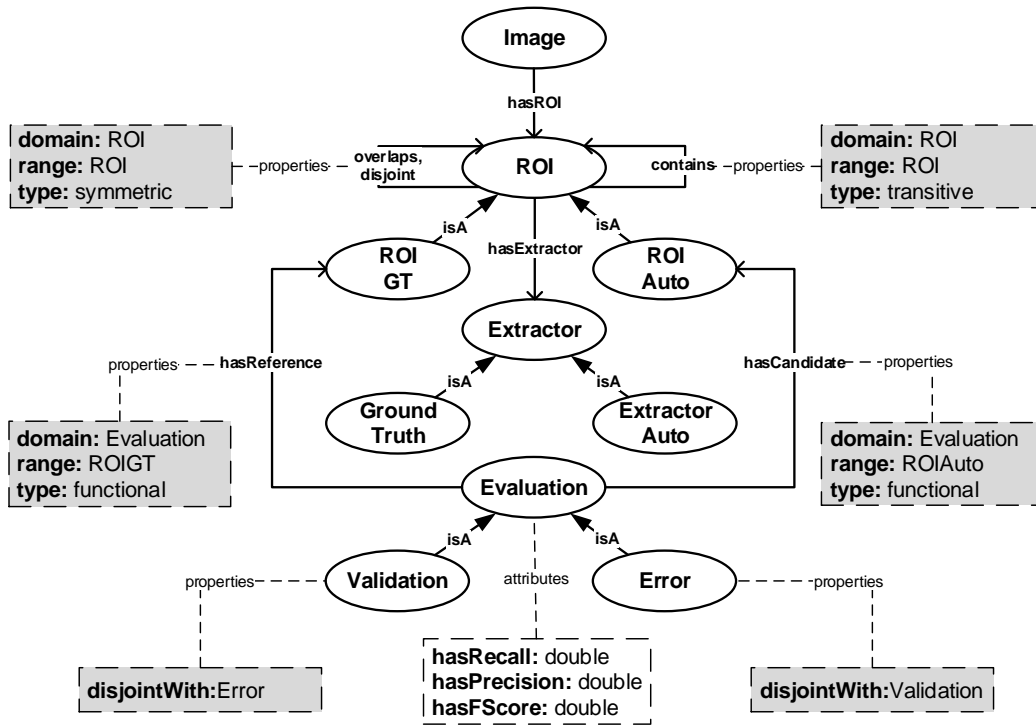 Image
hasROI
domain: ROI
range: ROI
type: symmetric
properties
overlaps,
disjoint
ROI
contains
properties
domain: ROI
range: ROI
type: transitive
isA
isA
ROI
GT
hasExtractor
ROI
Auto
Extractor
properties
hasReference
hasCandidate
properties
isA
isA
Ground
Truth
Extractor
Auto
domain: Evaluation
range: ROIGT
type: functional
domain: Evaluation
range: ROIAuto
type: functional
Evaluation
isA
isA
properties
Validation
attributes
Error
properties
disjointWith:Error
hasRecall: double
hasPrecision: double
hasFScore: double
disjointWith:Validation